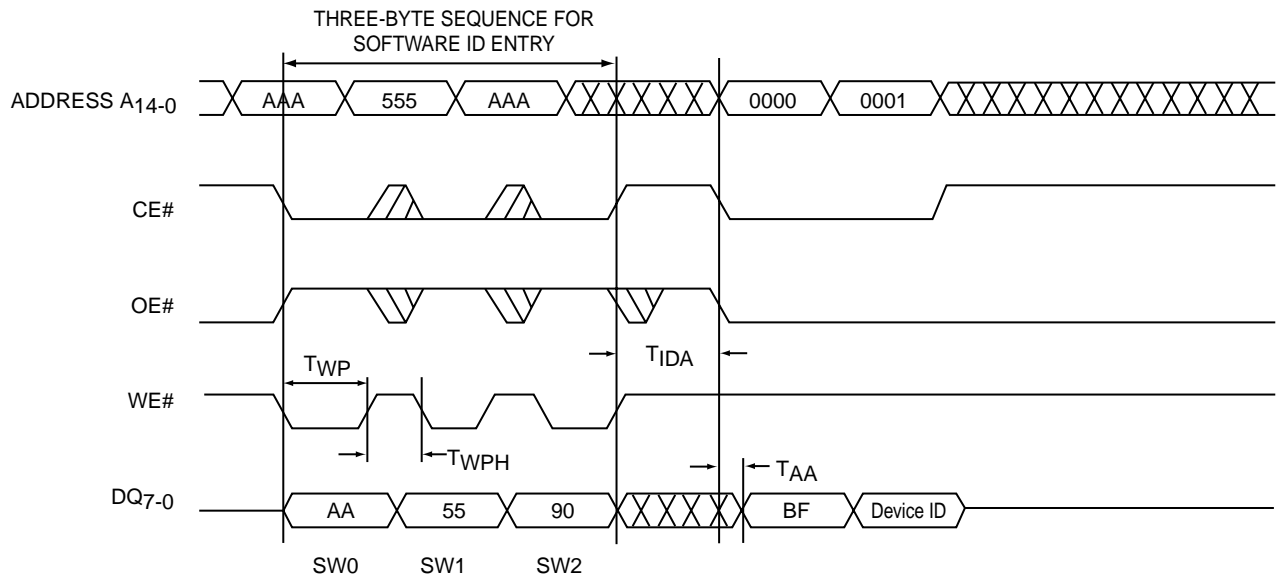 THREE-BYTE SEQUENCE FOR
SOFTWARE ID ENTRY
ADDRESS A14-0
AAA 555 AAA 0000 0001
CE#
OE#
TIDA
TWP
WE#
TWPH
TAA
DQ7-0
AA 55 90 BF Device ID
SW0 SW1 SW2